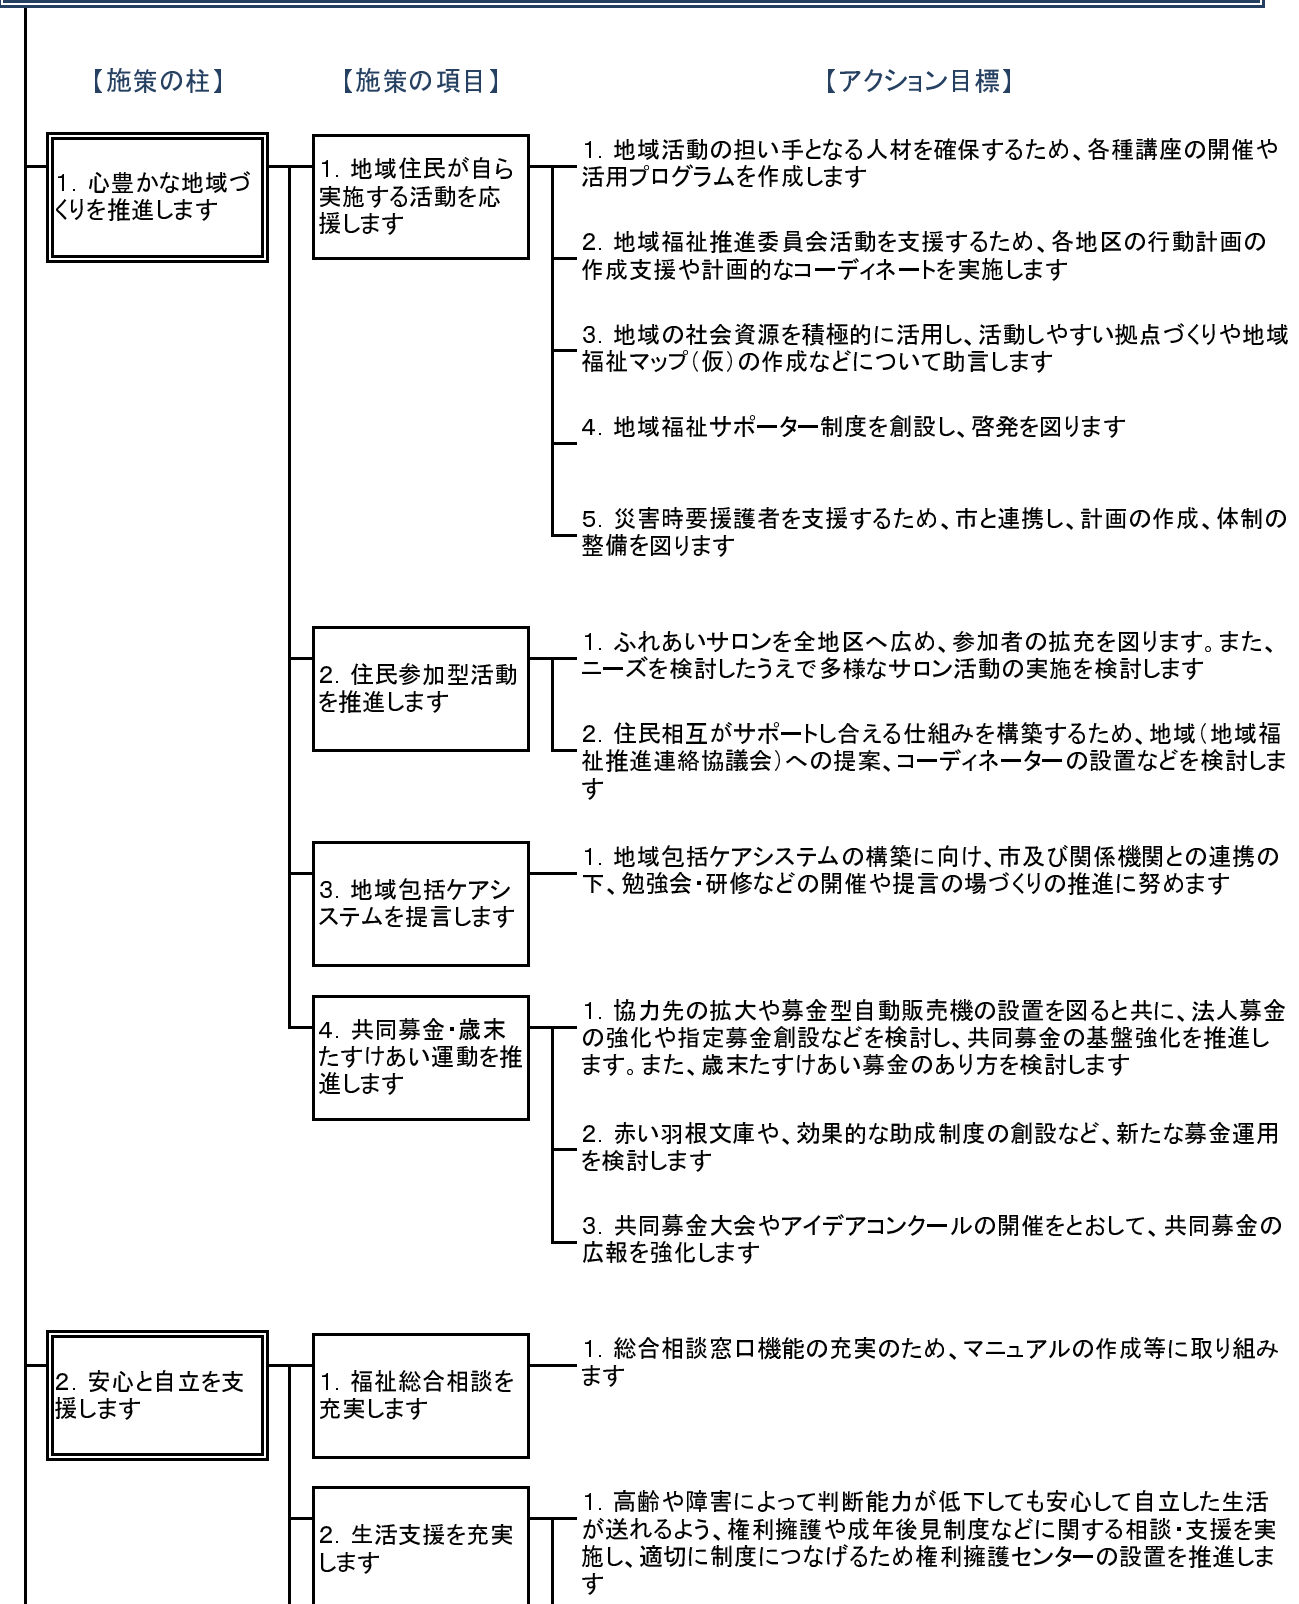 【施策の柱】
【施策の項目】
【アクション目標】
１．心豊かな地域づ
くりを推進します
１．地域住民が自ら
実施する活動を応
援します
１．地域活動の担い手となる人材を確保するため、各種講座の開催や
活用プログラムを作成します
２．地域福祉推進委員会活動を支援するため、各地区の行動計画の
作成支援や計画的なコーディネートを実施します
３．地域の社会資源を積極的に活用し、活動しやすい拠点づくりや地域
福祉マップ（仮）の作成などについて助言します
４．地域福祉サポーター制度を創設し、啓発を図ります
５．災害時要援護者を支援するため、市と連携し、計画の作成、体制の
整備を図ります
２．住民参加型活動
を推進します
１．ふれあいサロンを全地区へ広め、参加者の拡充を図ります。また、
ニーズを検討したうえで多様なサロン活動の実施を検討します
２．住民相互がサポートし合える仕組みを構築するため、地域（地域福
祉推進連絡協議会）への提案、コーディネーターの設置などを検討しま
す
３．地域包括ケアシ
ステムを提言します
１．地域包括ケアシステムの構築に向け、市及び関係機関との連携の
下、勉強会・研修などの開催や提言の場づくりの推進に努めます
４．共同募金・歳末
たすけあい運動を推
進します
１．協力先の拡大や募金型自動販売機の設置を図ると共に、法人募金
の強化や指定募金創設などを検討し、共同募金の基盤強化を推進し
ます。また、歳末たすけあい募金のあり方を検討します
２．赤い羽根文庫や、効果的な助成制度の創設など、新たな募金運用
を検討します
３．共同募金大会やアイデアコンクールの開催をとおして、共同募金の
広報を強化します
２．安心と自立を支
援します
１．福祉総合相談を
充実します
１．総合相談窓口機能の充実のため、マニュアルの作成等に取り組み
ます
２．生活支援を充実
します
１．高齢や障害によって判断能力が低下しても安心して自立した生活
が送れるよう、権利擁護や成年後見制度などに関する相談・支援を実
施し、適切に制度につなげるため権利擁護センターの設置を推進しま
す